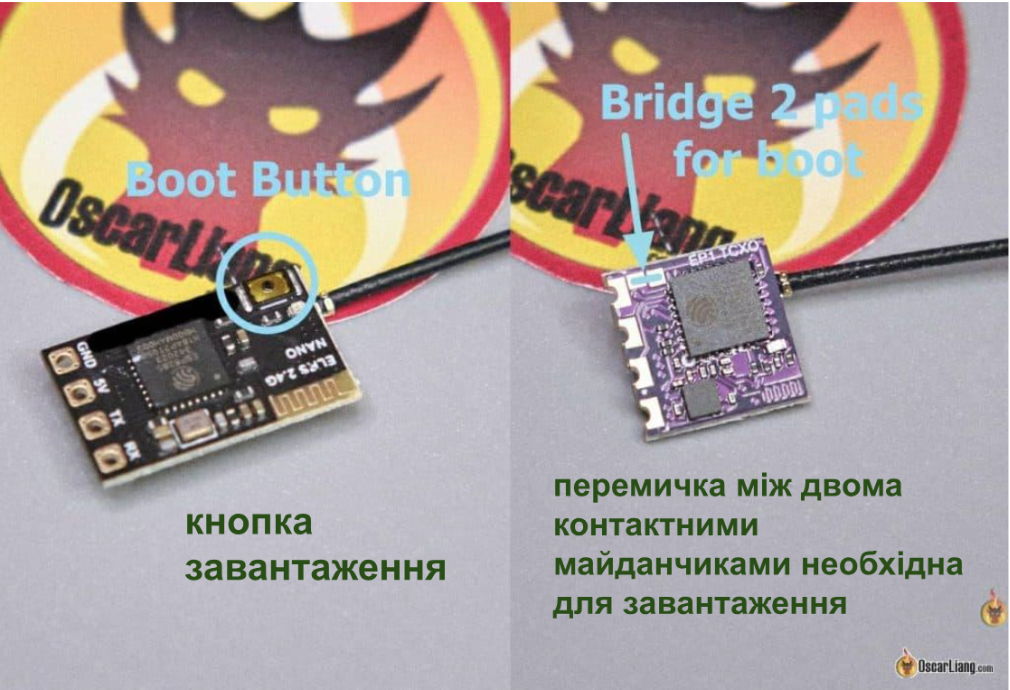 Boot Button
OscarLiang
GND
5V
TX
RX
NANO
ELRS 2.4G
кнопка
завантаження
Bridge 2 pads
for boot
OscarLiang
EP1 TCXO
перемичка між двома
контактними
майданчиками необхідна
для завантаження
OscarLiang.com